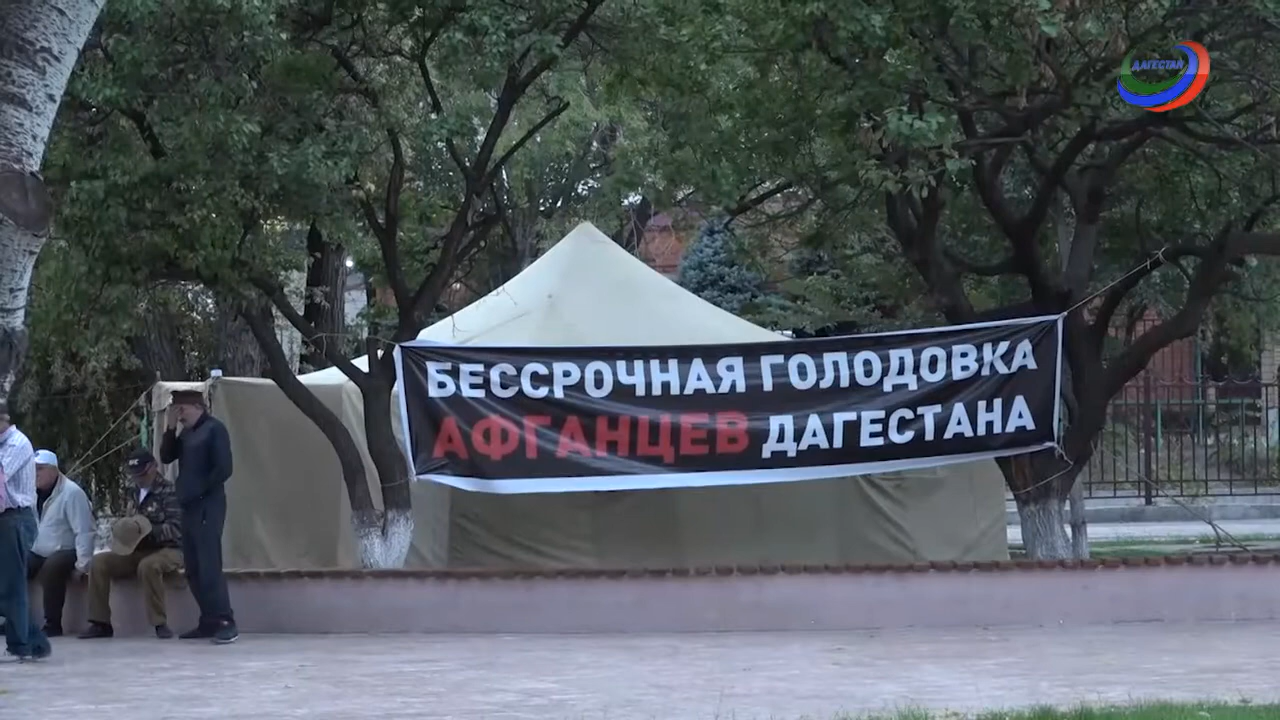 ДАГЕСТАН
БЕССРОЧНАЯ ГОЛОДОВКА
АФГАНЦЕВ ДАГЕСТАНА